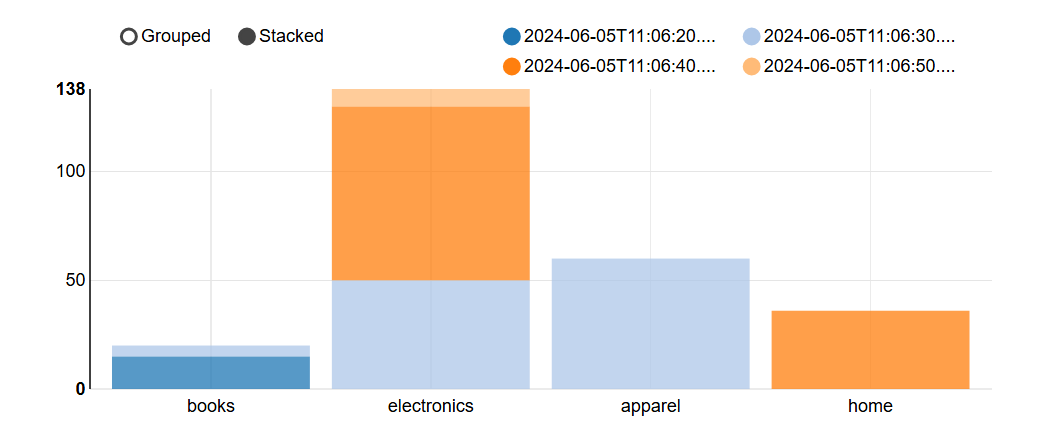 Grouped Stacked 2024-06-05T11:06:20.... 2024-06-05T11:06:30....
2024-06-05T11:06:40.... 2024-06-05T11:06:50....
138
100
50
0
books electronics apparel home